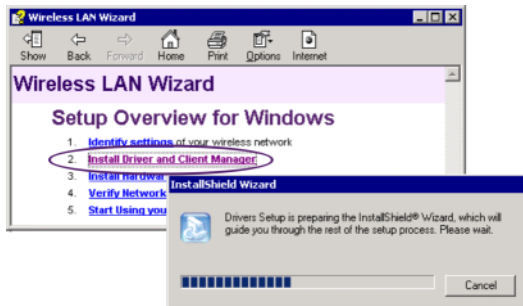 Wireless LAN Wizard
Show Back Forward Home Print Options Internet
Wireless LAN Wizard
Setup Overview for Windows
1. Identify settings of your wireless network
2. Install Driver and Client Manager
3. Install Hardwar
4. Verify Network
5. Start Using you
InstallShield Wizard
Drivers Setup is preparing the InstallShield® Wizard, which will
guide you through the rest of the setup process. Please wait.
Cancel